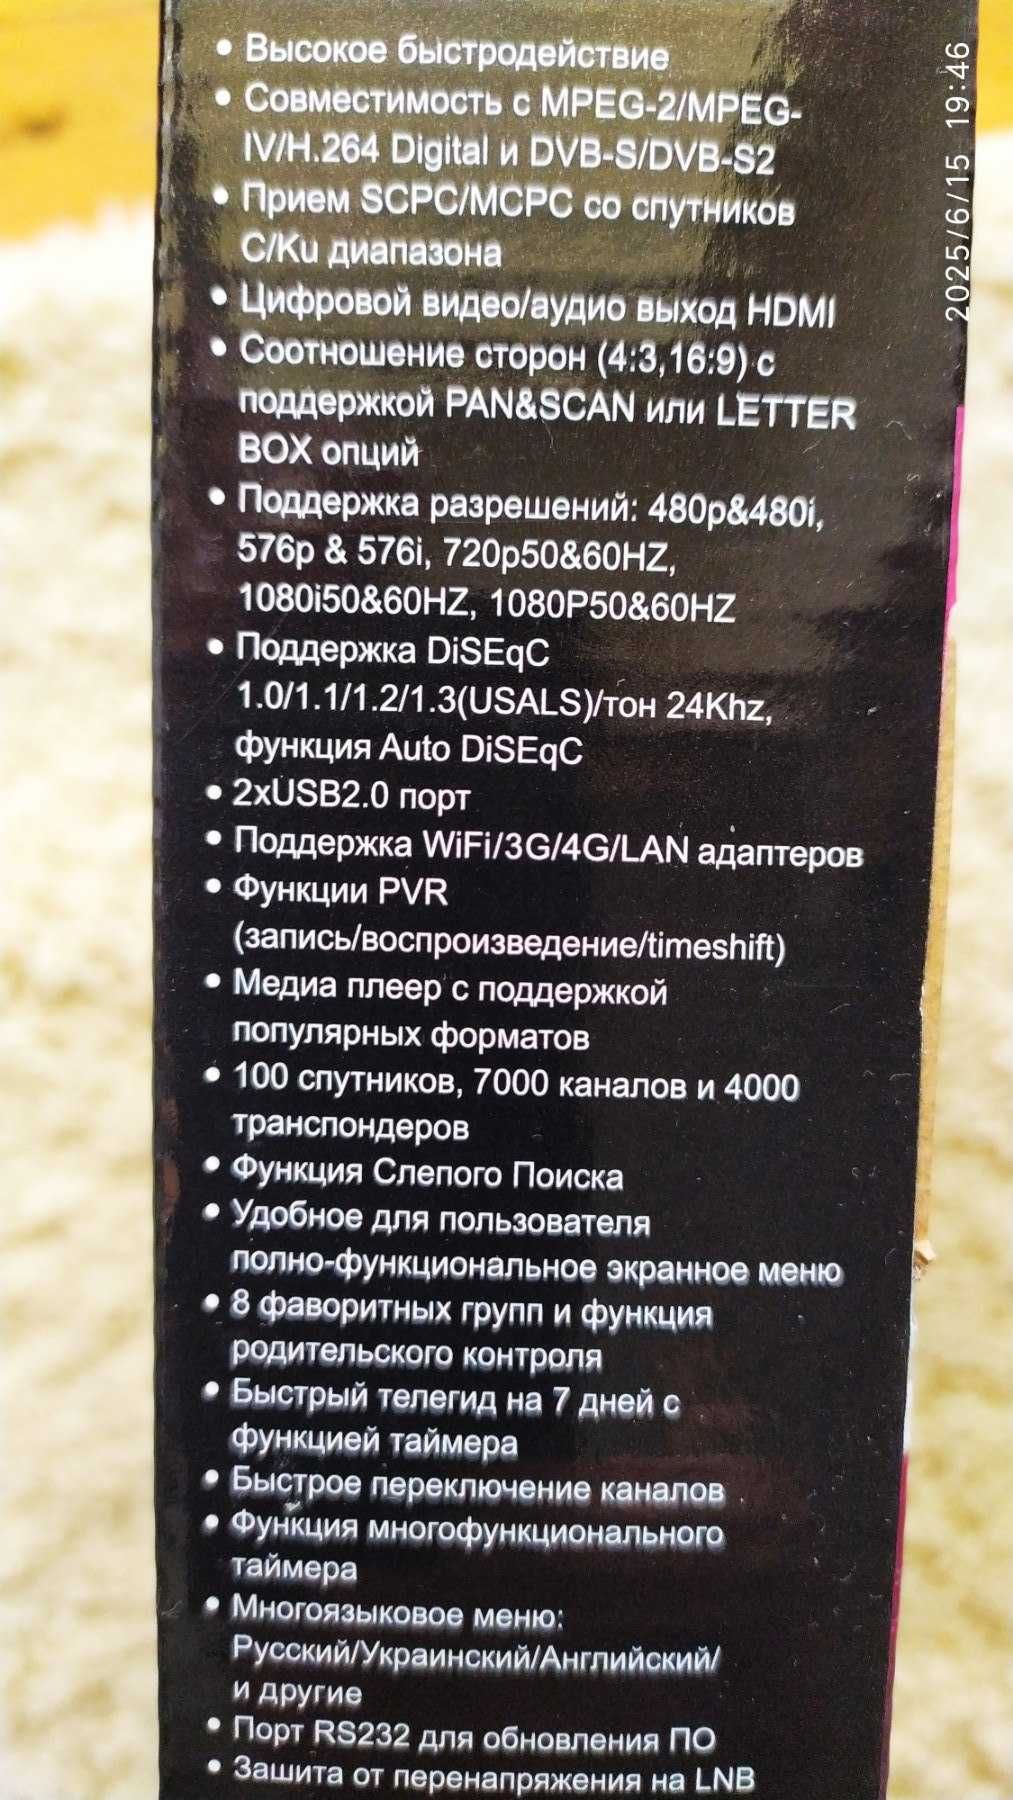 • Высокое быстродействие
• Совместимость с MPEG-2/MPEG-
IV/H.264 Digital и DVB-S/DVB-S2
• Прием SCPC/MCPC со спутников
C/Ku диапазона
• Цифровой видео/аудио выход HDMI
• Соотношение сторон (4:3,16:9) с
поддержкой PAN&SCAN или LETTER
BOX опций
• Поддержка разрешений: 480p&480i,
576p & 576i, 720p50&60HZ,
1080i50&60HZ, 1080P50&60HZ
• Поддержка DiSEqC
1.0/1.1/1.2/1.3(USALS)/тон 24Khz,
функция Auto DiSEqC
• 2xUSB2.0 порт
• Поддержка WiFi/3G/4G/LAN адаптеров
• Функции PVR
(запись/воспроизведение/timeshift)
• Медиа плеер с поддержкой
популярных форматов
• 100 спутников, 7000 каналов и 4000
транспондеров
• Функция Слепого Поиска
• Удобное для пользователя
полно-функциональное экранное меню
• 8 фаворитных групп и функция
родительского контроля
• Быстрый телегид на 7 дней с
функцией таймера
• Быстрое переключение каналов
• Функция многофункционального
таймера
• Многоязыковое меню:
Русский/Украинский/Английский/
и другие
• Порт RS232 для обновления ПО
• Зашита от перенапряжения на LNB
2025/6/15 19:46